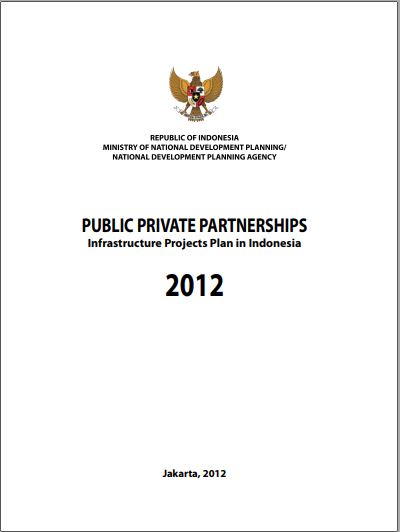 REPUBLIC OF INDONESIA
MINISTRY OF NATIONAL DEVELOPMENT PLANNING/
NATIONAL DEVELOPMENT PLANNING AGENCY
PUBLIC PRIVATE PARTNERSHIPS
Infrastructure Projects Plan in Indonesia
2012
Jakarta, 2012